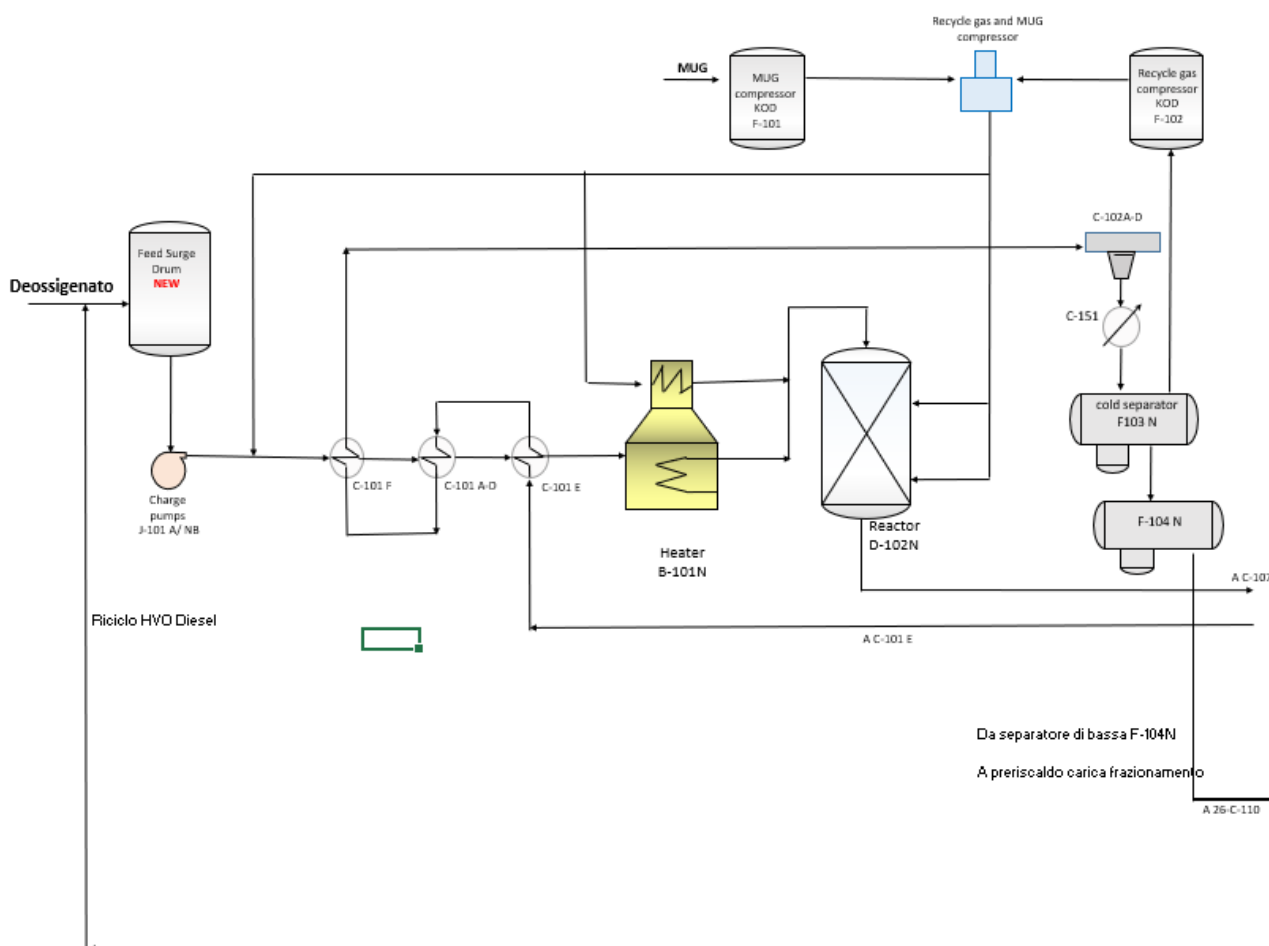 Recycle gas and MUG
compressor
MUG
MUG
compressor
KOD
F-101
Recycle gas
compressor
KOD
F-102
C-102A-D
Feed Surge
Drum
NEW
Deossigenato
C-151
cold separator
F103 N
C-101 F
C-101 A-D
C-101 E
Charge
pumps
J-101 A/ NB
F-104 N
Reactor
D-102N
Heater
B-101N
A C-107
Riciclo HVO Diesel
A C-101 E
Da separatore di bassa F-104N
A preriscaldo carica frazionamento
A 26-C-110